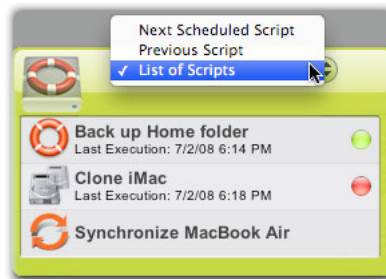 Next Scheduled Script
Previous Script
✓ List of Scripts
Back up Home folder
Last Execution: 7/2/08 6:14 PM
Clone iMac
Last Execution: 7/2/08 6:18 PM
Synchronize MacBook Air